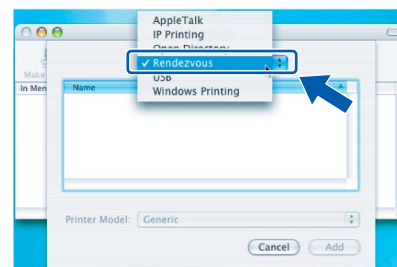 AppleTalk
IP Printing
Open Directory
✓ Rendezvous
USB
Windows Printing
Make
In Men
Name
Printer Model: Generic
Cancel Add